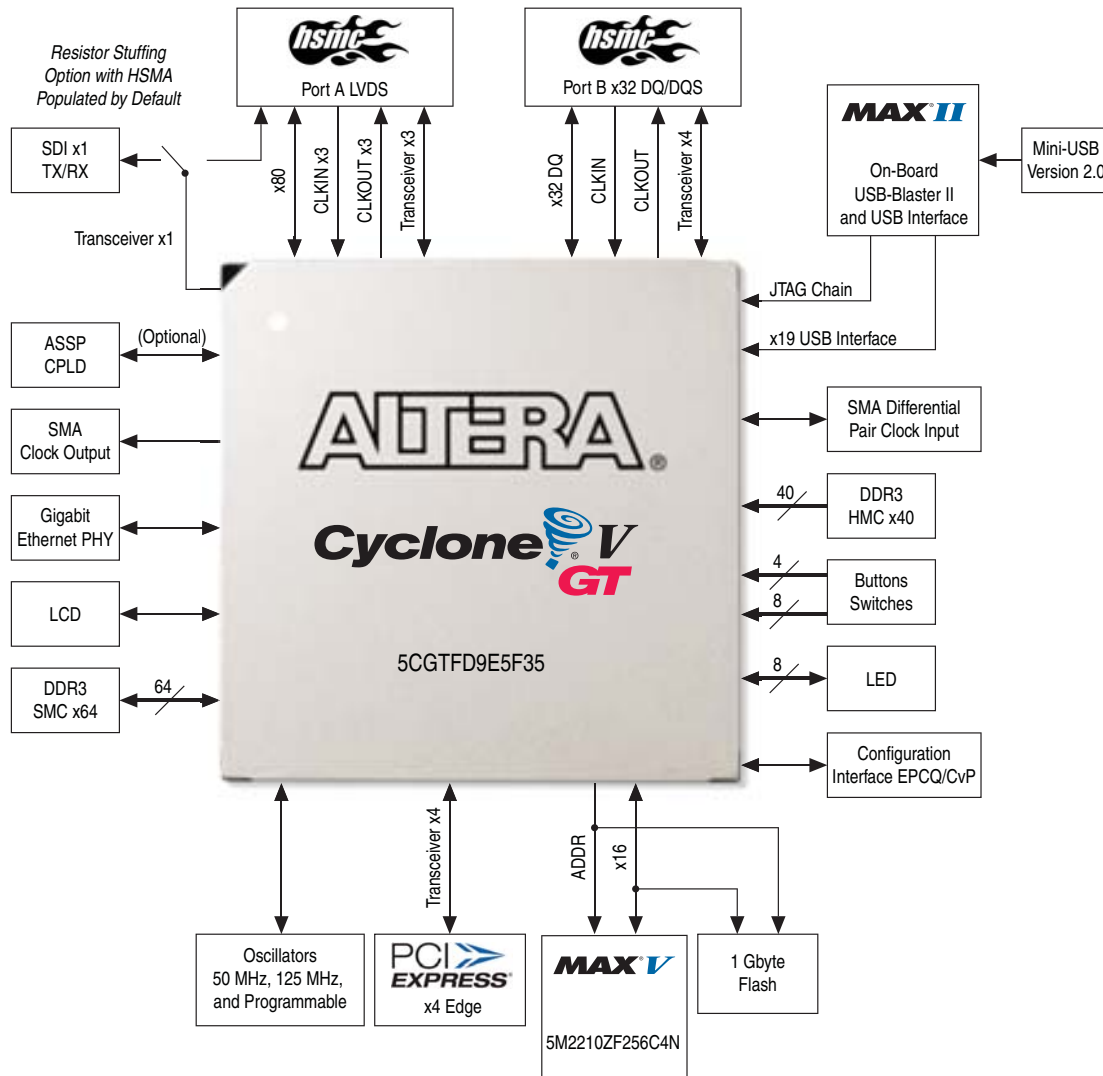 hsmc
Port A LVDS
hsmc
Port B x32 DQ/DQS
Resistor Stuffing
Option with HSMA
Populated by Default
SDI x1
TX/RX
Transceiver x1
x80
CLKIN x3
CLKOUT x3
Transceiver x3
x32 DQ
CLKIN
CLKOUT
Transceiver x4
MAX® II
On-Board
USB-Blaster II
and USB Interface
Mini-USB
Version 2.0
JTAG Chain
x19 USB Interface
ASSP
CPLD
(Optional)
SMA
Clock Output
Gigabit
Ethernet PHY
LCD
DDR3
SMC x64
64
ALTERA®
Cyclone® V
GT
5CGTFD9E5F35
SMA Differential
Pair Clock Input
40
DDR3
HMC x40
4
8
Buttons
Switches
8
LED
Configuration
Interface EPCQ/CvP
Transceiver x4
ADDR
x16
Oscillators
50 MHz, 125 MHz,
and Programmable
PCI
EXPRESS®
x4 Edge
MAX® V
5M2210ZF256C4N
1 Gbyte
Flash